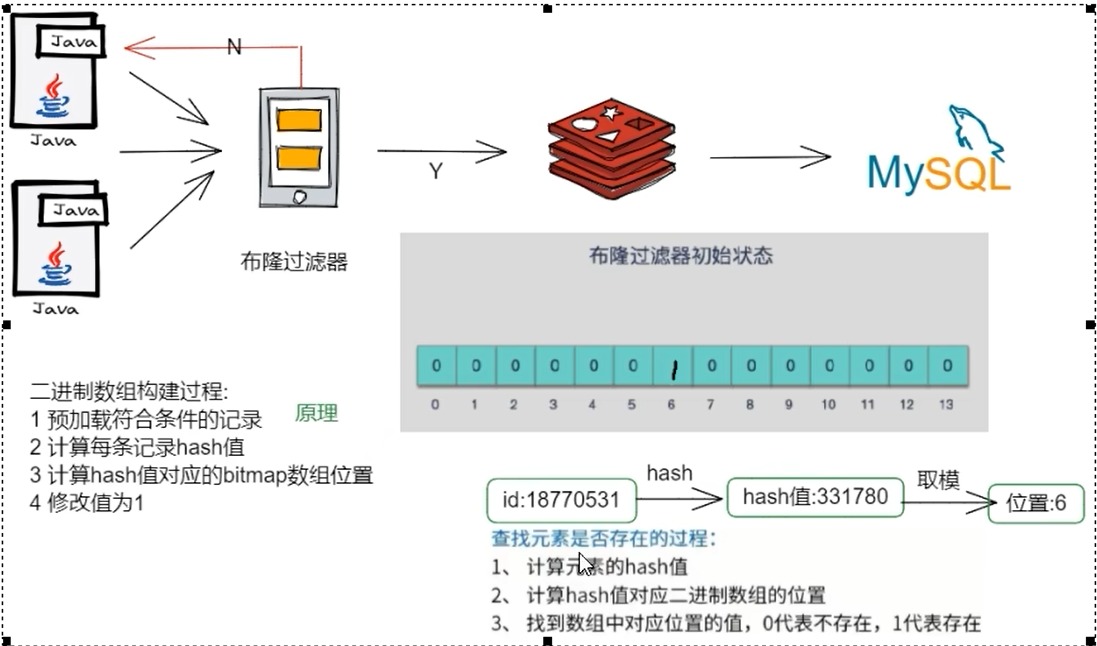 Java
Java
N
Y
MySQL
Java
Java
布隆过滤器
布隆过滤器初始状态
0 0 0 0 0 0 1 0 0 0 0 0 0 0
0 1 2 3 4 5 6 7 8 9 10 11 12 13
二进制数组构建过程:
1 预加载符合条件的记录
原理
2 计算每条记录hash值
3 计算hash值对应的bitmap数组位置
4 修改值为1
id:18770531
hash
hash值:331780
取模
位置:6
查找元素是否存在的过程：
1、 计算元素的hash值
2、 计算hash值对应二进制数组的位置
3、 找到数组中对应位置的值，0代表不存在，1代表存在